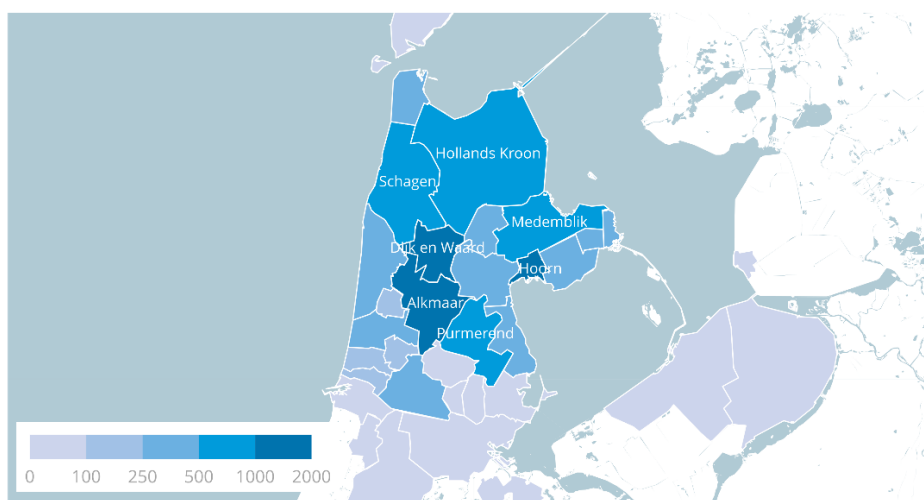 Hollands Kroon
Schagen
Medemblik
Dijk en Waard
Hoorn
Alkmaar
Purmerend
0 100 250 500 1000 2000